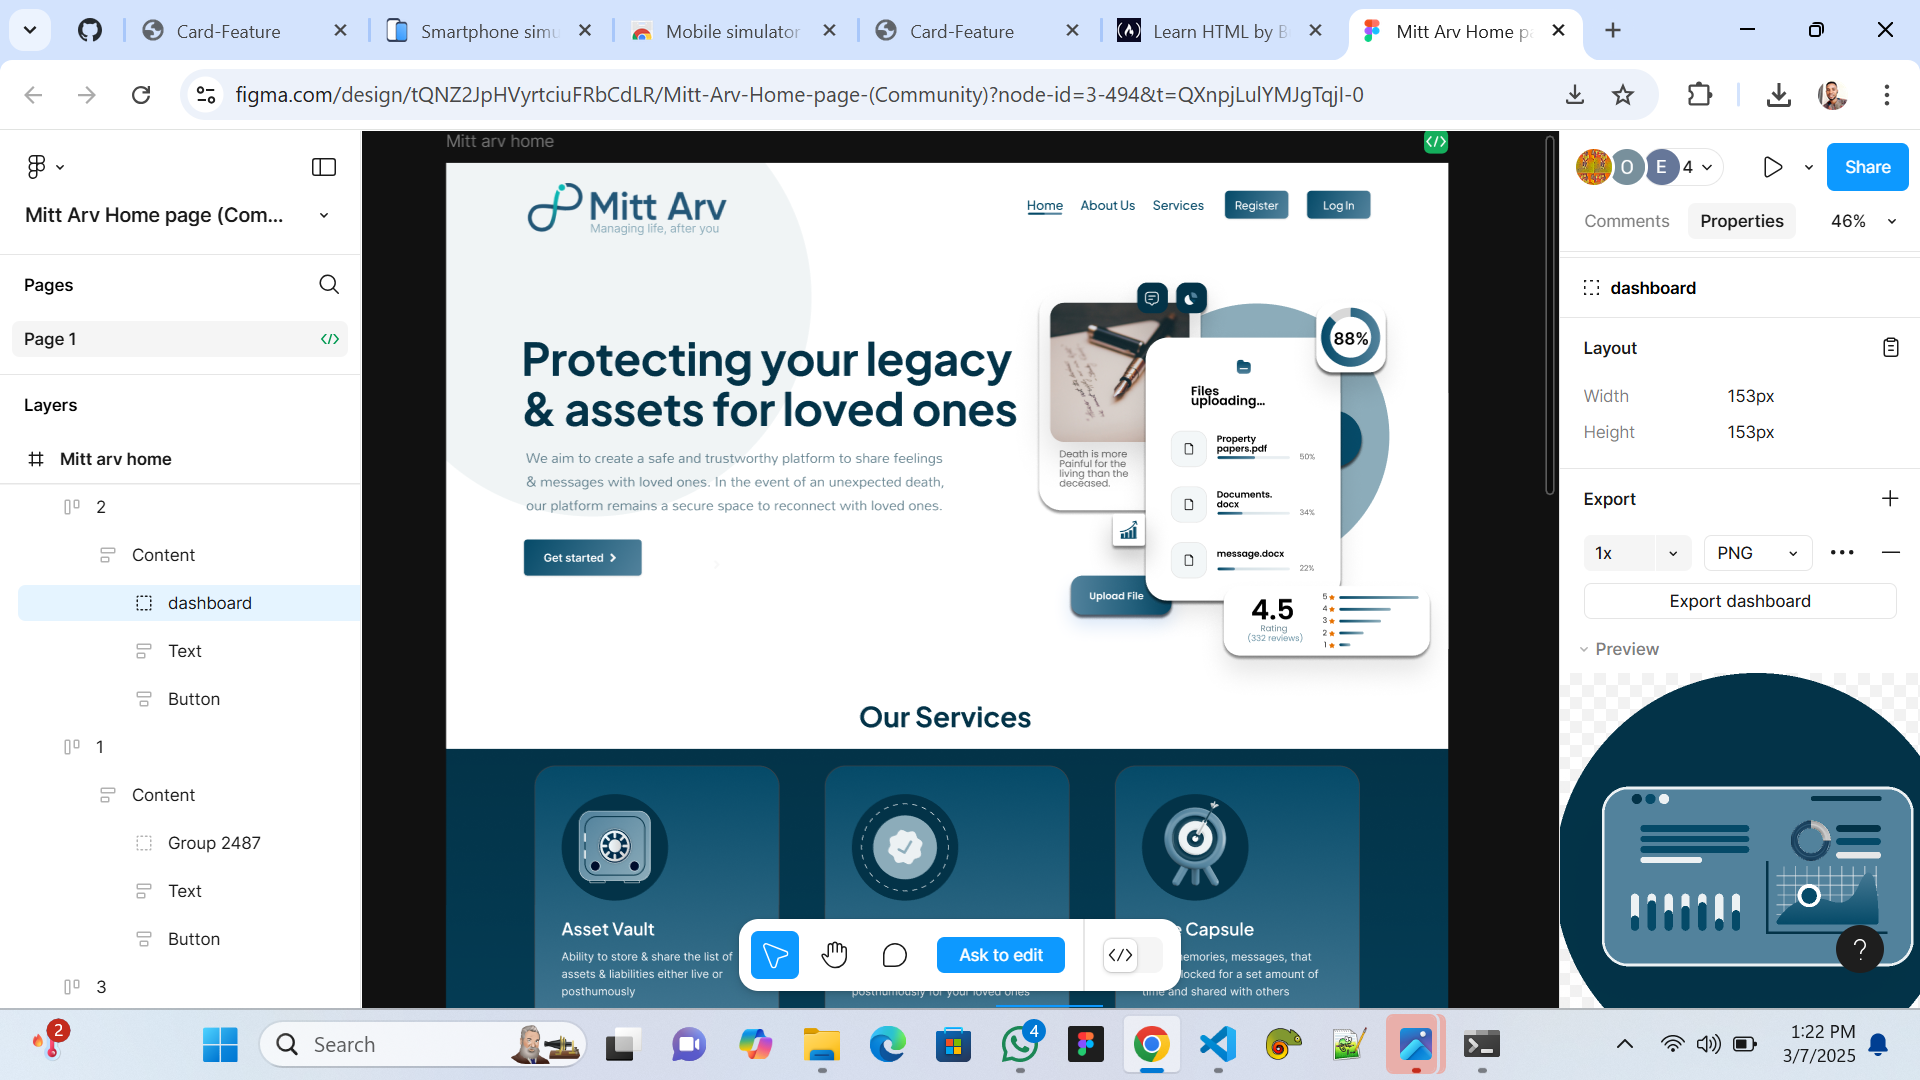 Card-Feature
Smartphone simu
Mobile simulator
Card-Feature
Learn HTML by B
Mitt Arv Home pa
figma.com/design/tQNZ2JpHVyrtciuFRbCdLR/Mitt-Arv-Home-page-(Community)?node-id=3-494&t=QXnpjLulYMJgTqjI-0
Mitt Arv Home page (Com...
Pages
Page 1
Layers
Mitt arv home
2
Content
dashboard
Text
Button
1
Content
Group 2487
Text
Button
3
Mitt arv home
Mitt Arv
Managing life, after you
Home
About Us
Services
Register
Log In
Protecting your legacy
& assets for loved ones
We aim to create a safe and trustworthy platform to share feelings
& messages with loved ones. In the event of an unexpected death,
our platform remains a secure space to reconnect with loved ones.
Get started
88%
Files
uploading...
Property
papers.pdf
50%
Documents.
docx
34%
message.docx
22%
Death is more
Painful for the
living than the
deceased.
Upload File
4.5
Rating
(332 reviews)
5
4
3
2
1
Our Services
Asset Vault
Ability to store & share the list of
assets & liabilities either live or
posthumously
posthumously for your loved ones
Capsule
memories, messages, that
locked for a set amount of
time and shared with others
Ask to edit
O
E
4
Share
Comments
Properties
46%
dashboard
Layout
Width
153px
Height
153px
Export
1x
PNG
Export dashboard
Preview
?
2
Search
4
1:22 PM
3/7/2025